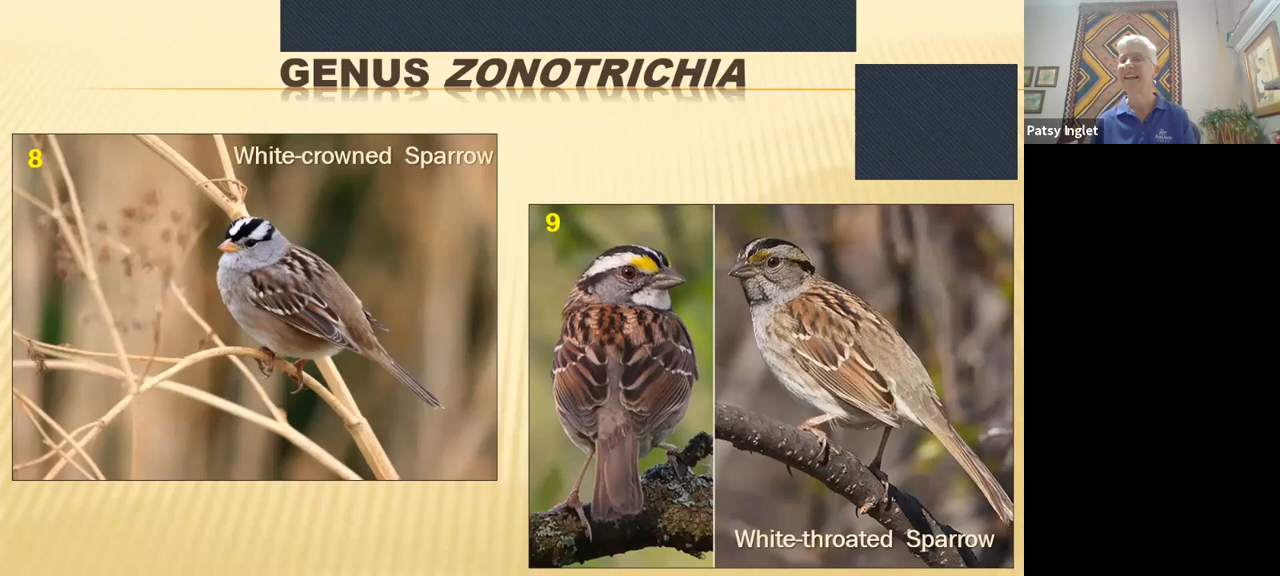 GENUS ZONOTRICHIA
8
White-crowned Sparrow
9
White-throated Sparrow
Patsy Inglet